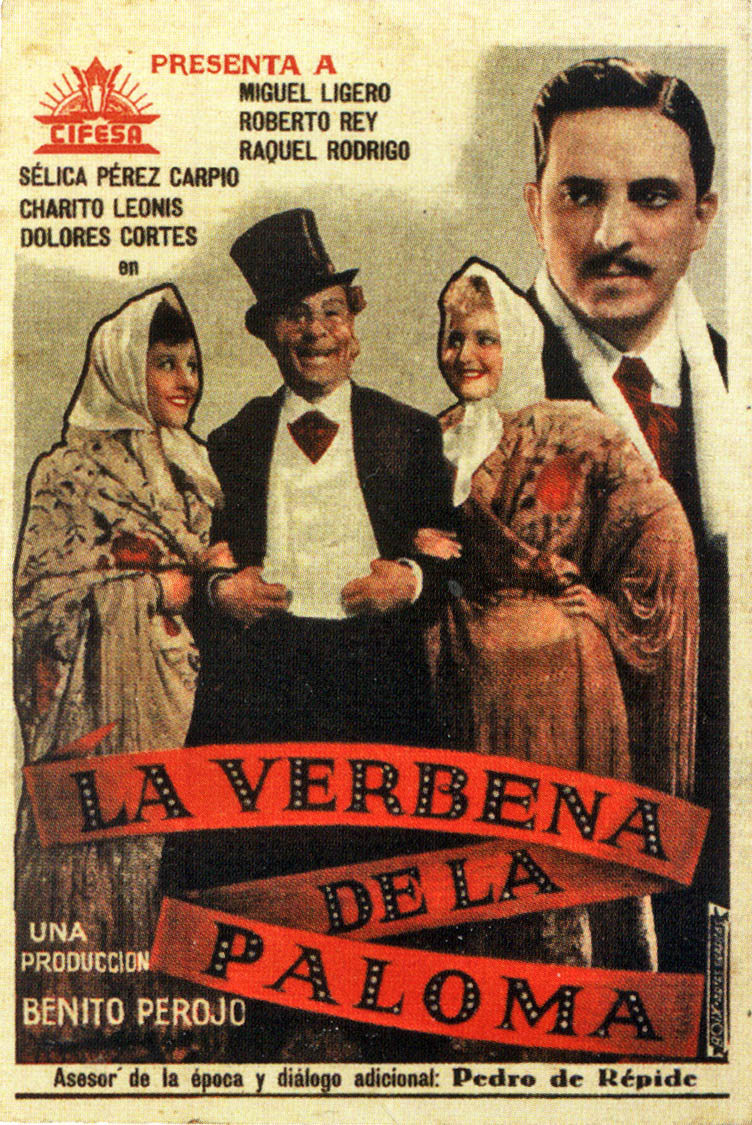 CIFESA
PRESENTA A
MIGUEL LIGERO
ROBERTO REY
RAQUEL RODRIGO
SÉLICA PÉREZ CARPIO
CHARITO LEONIS
DOLORES CORTES
en
LA VERBENA
DE LA
PALOMA
UNA
PRODUCCION
BENITO PEROJO
Asesor de la época y diálogo adicional: Pedro de Répide